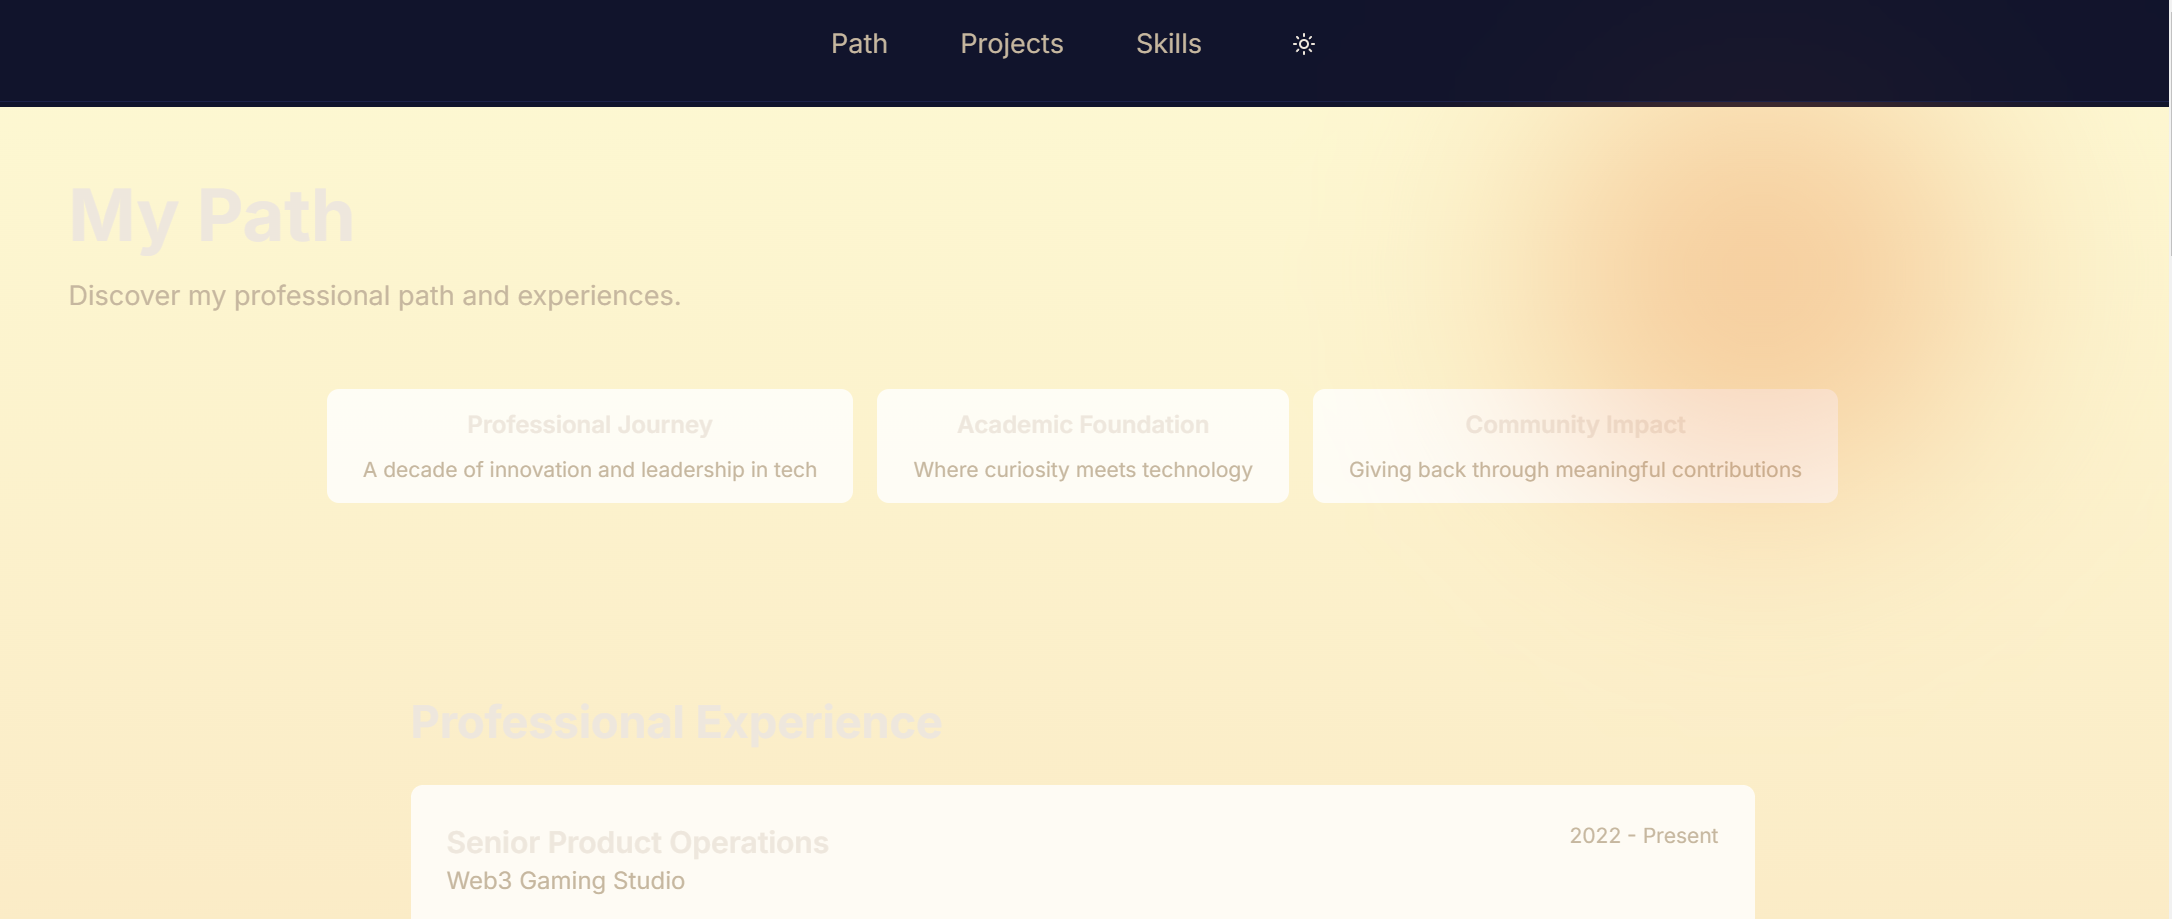 Path Projects Skills
My Path
Discover my professional path and experiences.
Professional Journey
A decade of innovation and leadership in tech
Academic Foundation
Where curiosity meets technology
Community Impact
Giving back through meaningful contributions
Professional Experience
Senior Product Operations
2022 - Present
Web3 Gaming Studio